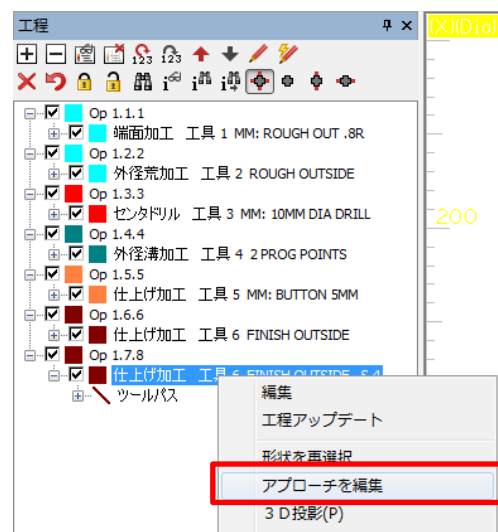 工程
(X)(Dia)
123 123
Op 1.1.1
端面加工 工具 1 MM: ROUGH OUT .8R
Op 1.2.2
外径荒加工 工具 2 ROUGH OUTSIDE
Op 1.3.3
センタドリル 工具 3 MM: 10MM DIA DRILL
200
Op 1.4.4
外径溝加工 工具 4 2 PROG POINTS
Op 1.5.5
仕上げ加工 工具 5 MM: BUTTON 5MM
Op 1.6.6
仕上げ加工 工具 6 FINISH OUTSIDE
Op 1.7.8
仕上げ加工 工具 6 FINISH OUTSIDE
ツールパス
編集
工程アップデート
形状を再選択
アプローチを編集
3D投影(P)